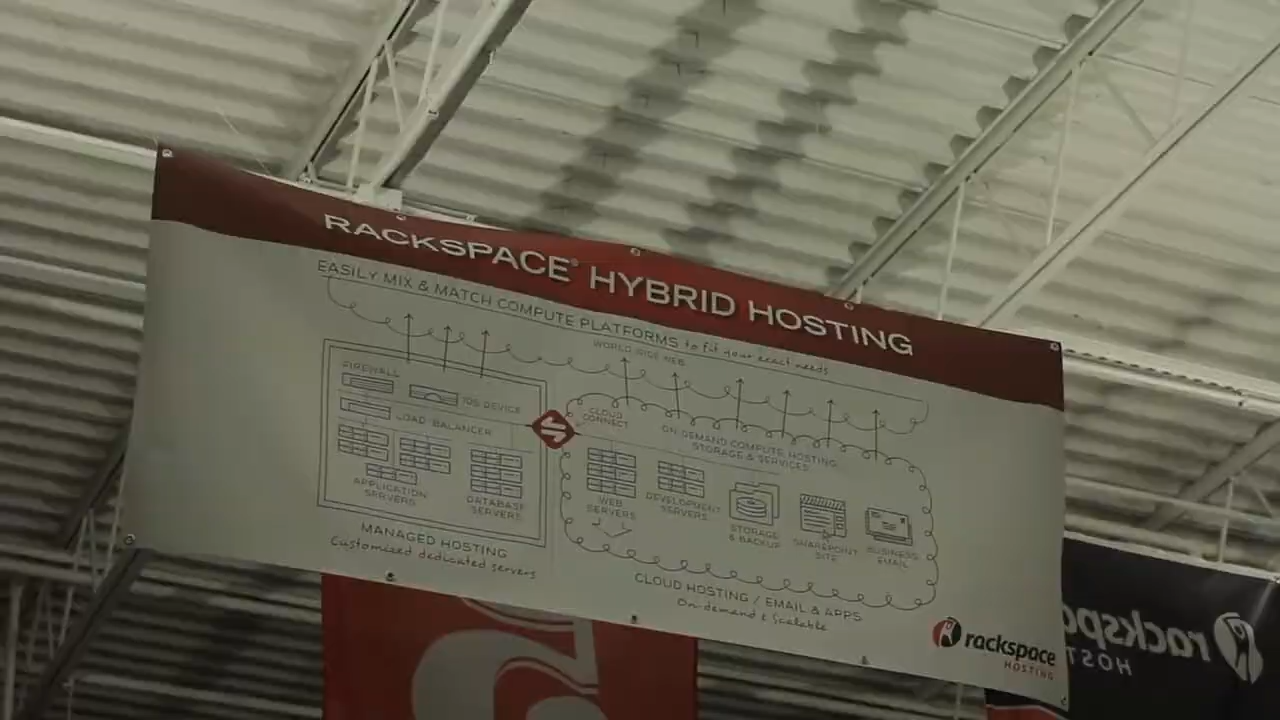 RACKSPACE® HYBRID HOSTING
EASILY MIX & MATCH COMPUTE PLATFORMS to fit your exact needs
WORLD WIDE WEB
FIREWALL
IDS DEVICE
LOAD-BALANCER
APPLICATION
SERVERS
DATABASE
SERVERS
MANAGED HOSTING
Customized dedicated servers
CLOUD
CONNECT
ON DEMAND COMPUTE, HOSTING
STORAGE & SERVICES
WEB
SERVERS
DEVELOPMENT
SERVERS
STORAGE
& BACKUP
SHAREPOINT
SITE
BUSINESS
EMAIL
CLOUD HOSTING / EMAIL & APPS
On-demand & Scalable
rackspace
HOSTING
rackspa
HOST